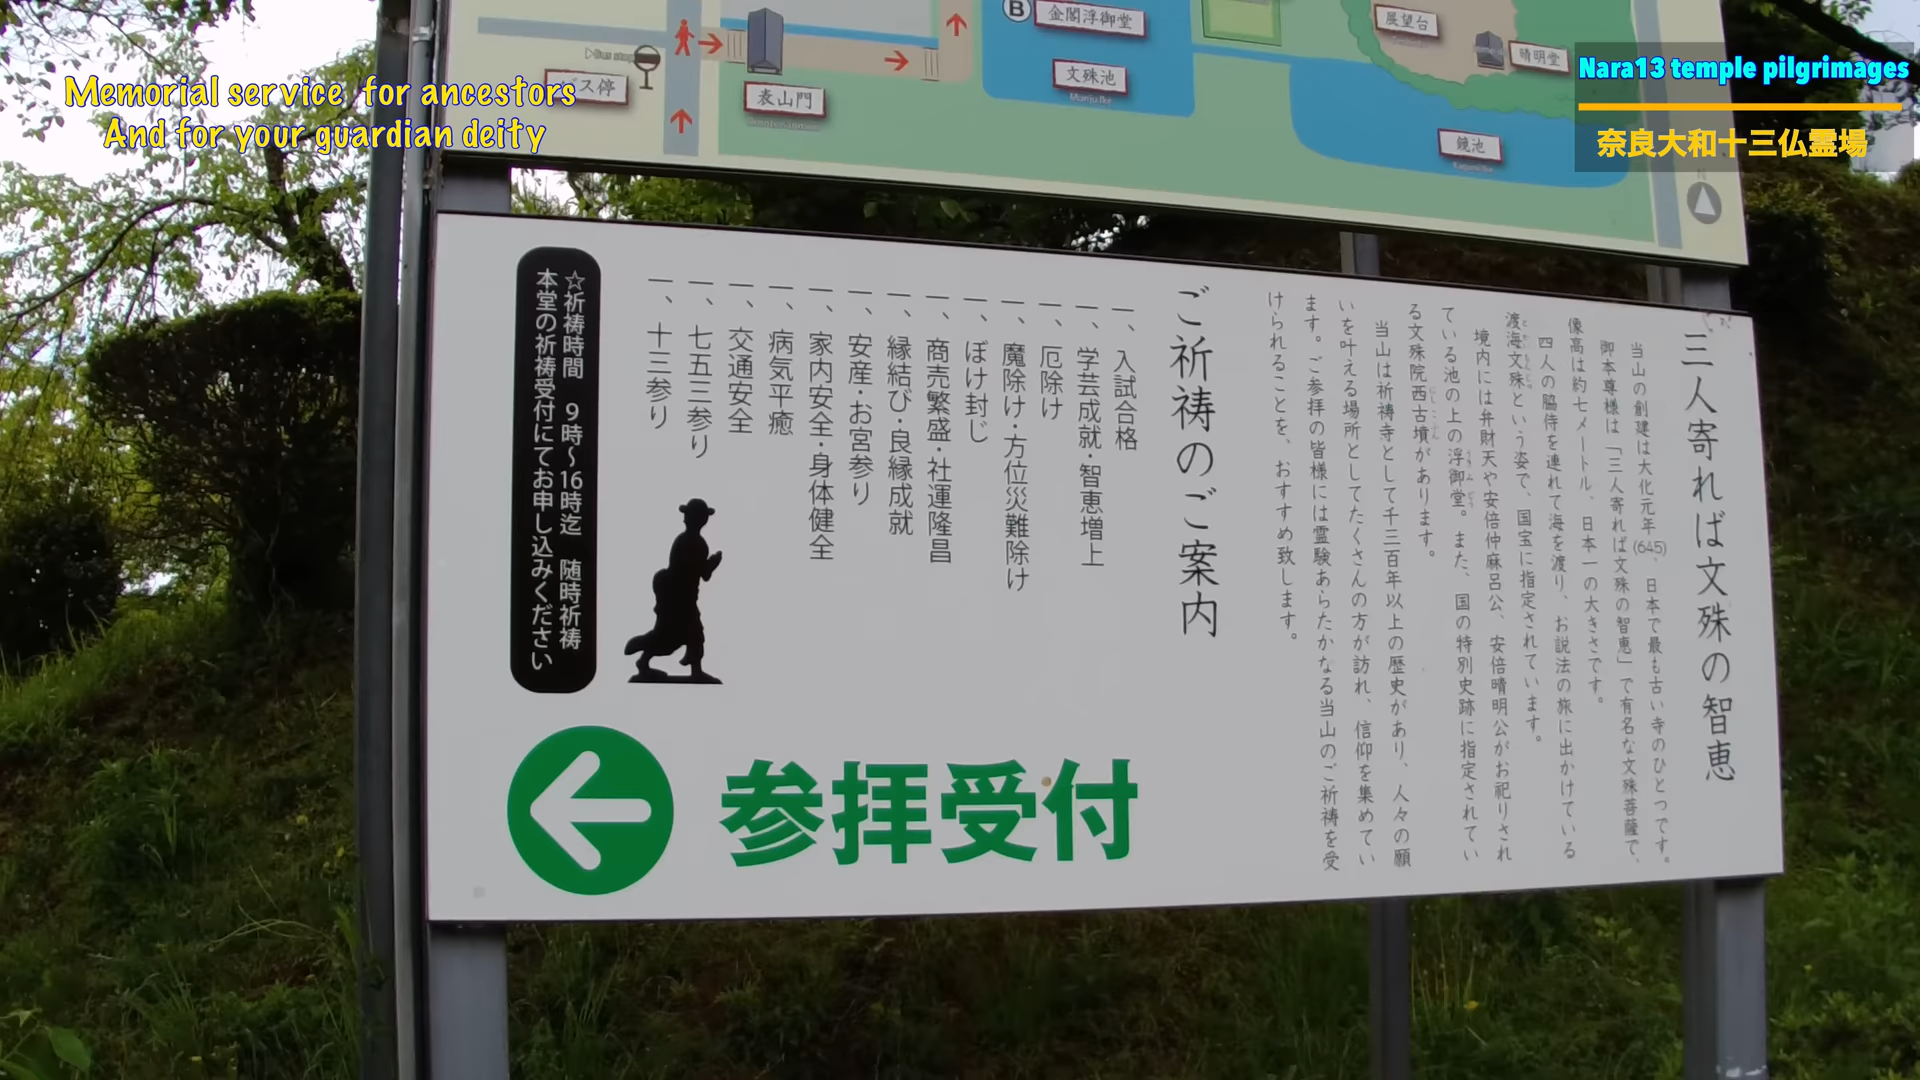 Memorial service for ancestors
And for your guardian deity
Nara13 temple pilgrimages
奈良大和十三仏霊場
Bus stop
バス停
表山門
B
金閣浮御堂
文殊池
展望台
晴明堂
鏡池
N
三人寄れば文殊の智恵
当山の創建は大化元年(645)、日本で最も古い寺のひとつです。
御本尊様は「三人寄れば文殊の智恵」で有名な文殊菩薩で、
像高は約七メートル、日本一の大きさです。
四人の脇侍を連れて海を渡り、お説法の旅に出かけている
渡海文殊という姿で、国宝に指定されています。
境内には弁財天や安倍仲麻呂公、安倍晴明公がお祀りされ
ている池の上の浮御堂。また、国の特別史跡に指定されてい
る文殊院西古墳があります。
当山は祈祷寺として千三百年以上の歴史があり、人々の願
いを叶える場所としてたくさんの方が訪れ、信仰を集めてい
ます。ご参拝の皆様には霊験あらたかなる当山のご祈祷を受
けられることを、おすすめ致します。
ご祈祷のご案内
一、入試合格
一、学芸成就・智恵増上
一、厄除け
一、魔除け・方位災難除け
一、ぼけ封じ
一、商売繁盛・社運隆昌
一、縁結び・良縁成就
一、安産・お宮参り
一、家内安全・身体健全
一、病気平癒
一、交通安全
一、七五三参り
一、十三参り
☆祈祷時間 9時〜16時迄 随時祈祷
本堂の祈祷受付にてお申し込みください
参拝受付